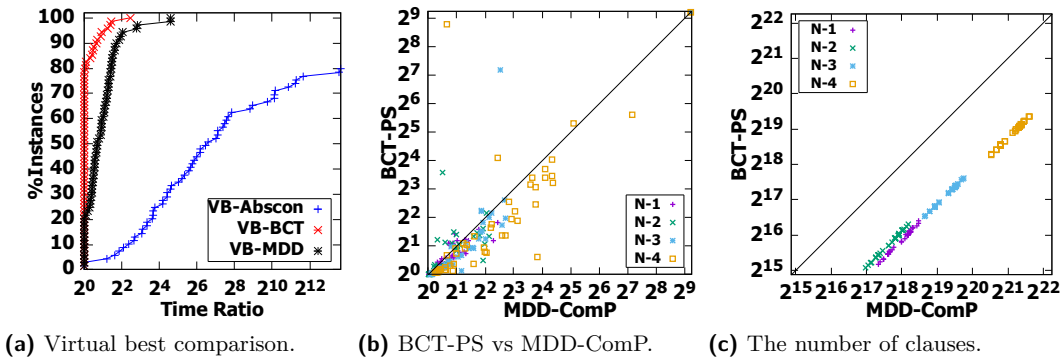 %Instances
100
90
80
70
60
50
40
30
20
10
0
2^0 2^2 2^4 2^6 2^8 2^10 2^12
Time Ratio
VB-Abscon
VB-BCT
VB-MDD
(a) Virtual best comparison.
BCT-PS
2^9
2^8
2^7
2^6
2^5
2^4
2^3
2^2
2^1
2^0
2^0 2^1 2^2 2^3 2^4 2^5 2^6 2^7 2^8 2^9
MDD-ComP
N-1
N-2
N-3
N-4
(b) BCT-PS vs MDD-ComP.
BCT-PS
2^22
2^21
2^20
2^19
2^18
2^17
2^16
2^15
2^15 2^16 2^17 2^18 2^19 2^20 2^21 2^22
MDD-ComP
N-1
N-2
N-3
N-4
(c) The number of clauses.